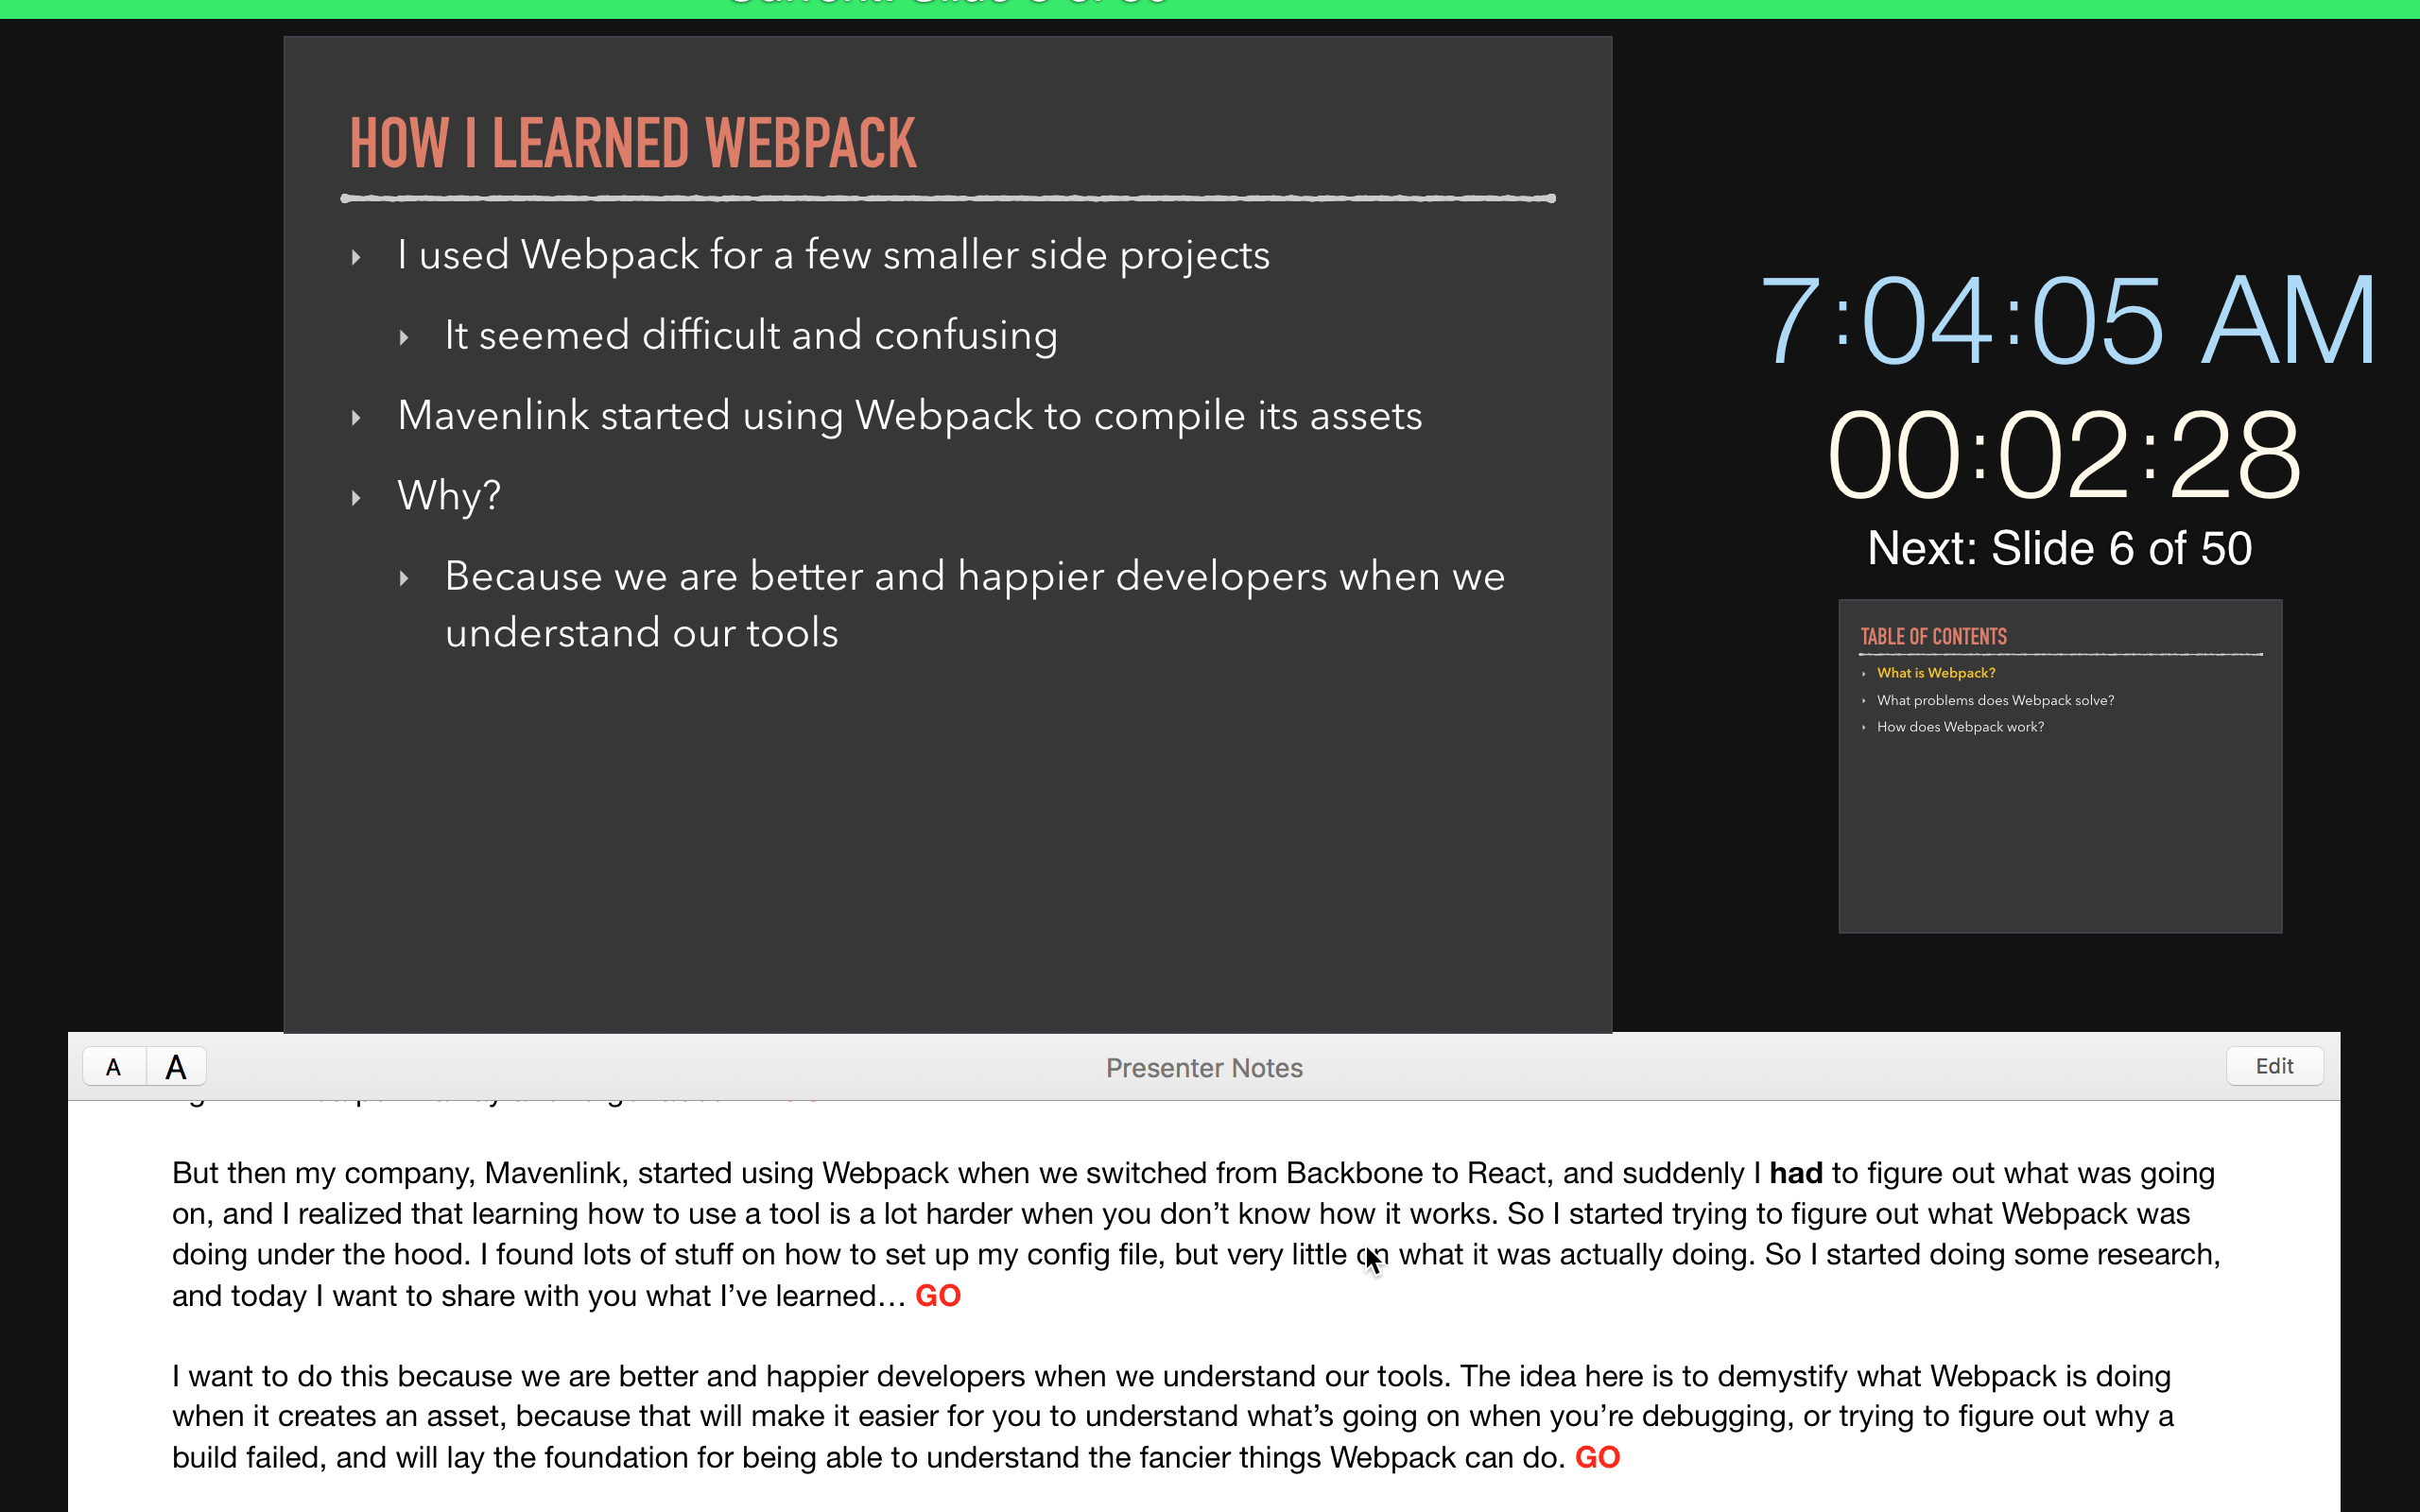 HOW I LEARNED WEBPACK
I used Webpack for a few smaller side projects
It seemed difficult and confusing
Mavenlink started using Webpack to compile its assets
Why?
Because we are better and happier developers when we
understand our tools
7:04:05 AM
00:02:28
Next: Slide 6 of 50
TABLE OF CONTENTS
What is Webpack?
What problems does Webpack solve?
How does Webpack work?
A A Presenter Notes Edit
But then my company, Mavenlink, started using Webpack when we switched from Backbone to React, and suddenly I had to figure out what was going
on, and I realized that learning how to use a tool is a lot harder when you don’t know how it works. So I started trying to figure out what Webpack was
doing under the hood. I found lots of stuff on how to set up my config file, but very little on what it was actually doing. So I started doing some research,
and today I want to share with you what I’ve learned… GO
I want to do this because we are better and happier developers when we understand our tools. The idea here is to demystify what Webpack is doing
when it creates an asset, because that will make it easier for you to understand what’s going on when you’re debugging, or trying to figure out why a
build failed, and will lay the foundation for being able to understand the fancier things Webpack can do. GO